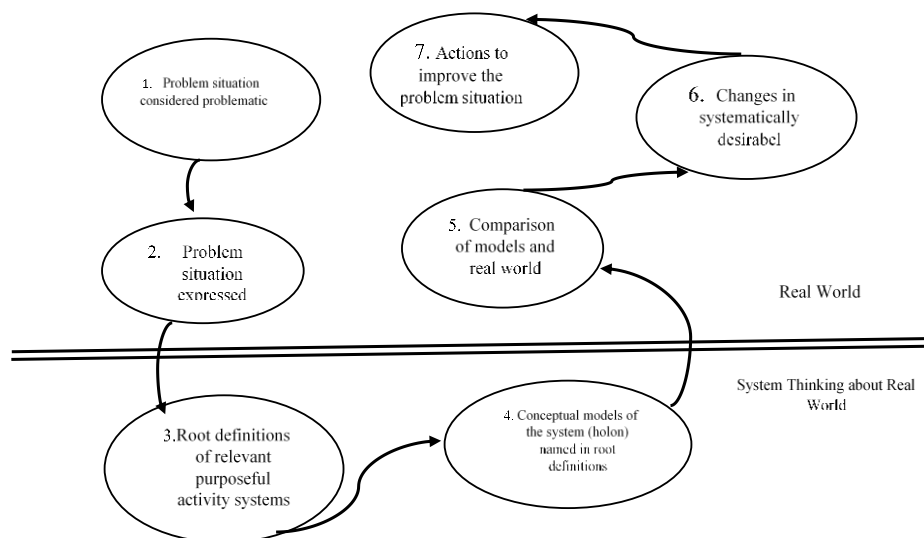 1. Problem situation
considered problematic
2. Problem
situation
expressed
3.Root definitions
of relevant
purposeful
activity systems
4. Conceptual models of
the system (holon)
named in root
definitions
5. Comparison
of models and
real world
6. Changes in
systematically
desirabel
7. Actions to
improve the
problem situation
Real World
System Thinking about Real
World